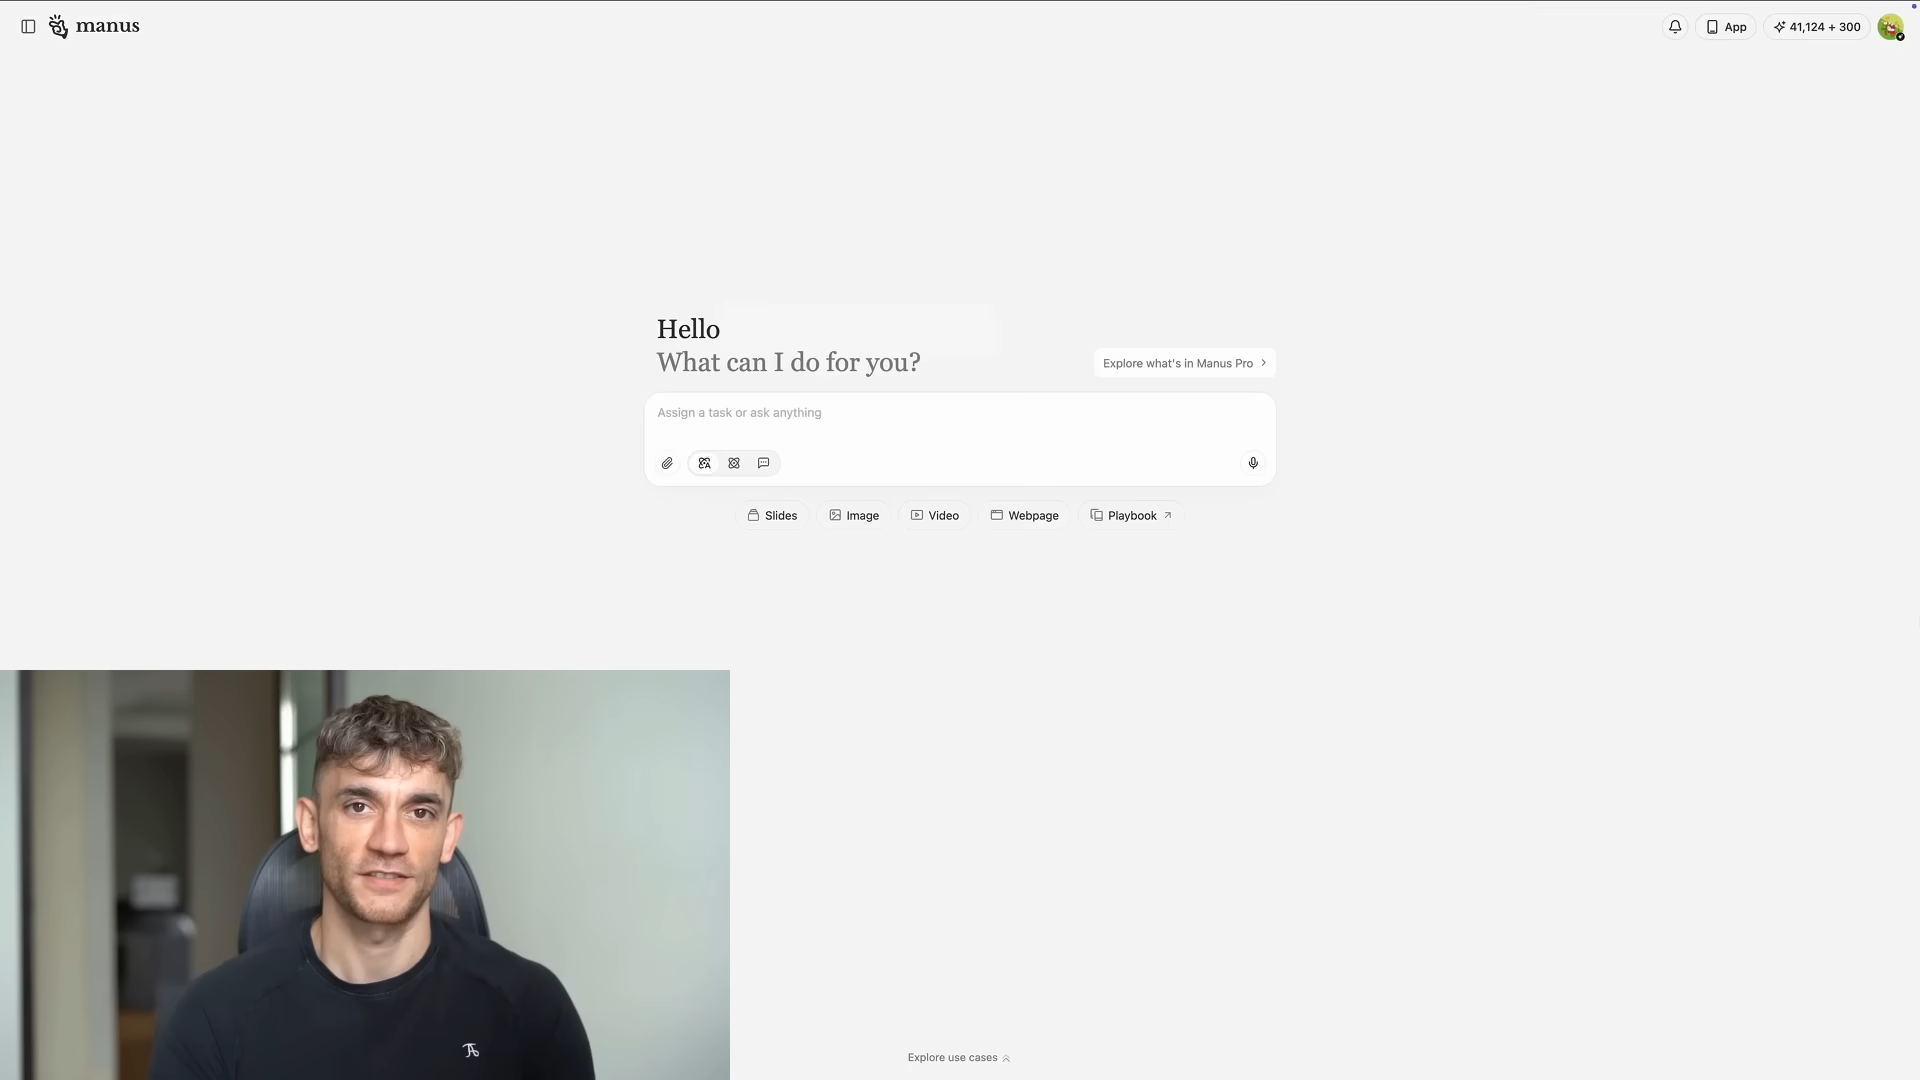 manus
App
41,124 + 300
Hello
What can I do for you?
Explore what's in Manus Pro
Assign a task or ask anything
Slides
Image
Video
Webpage
Playbook
Explore use cases